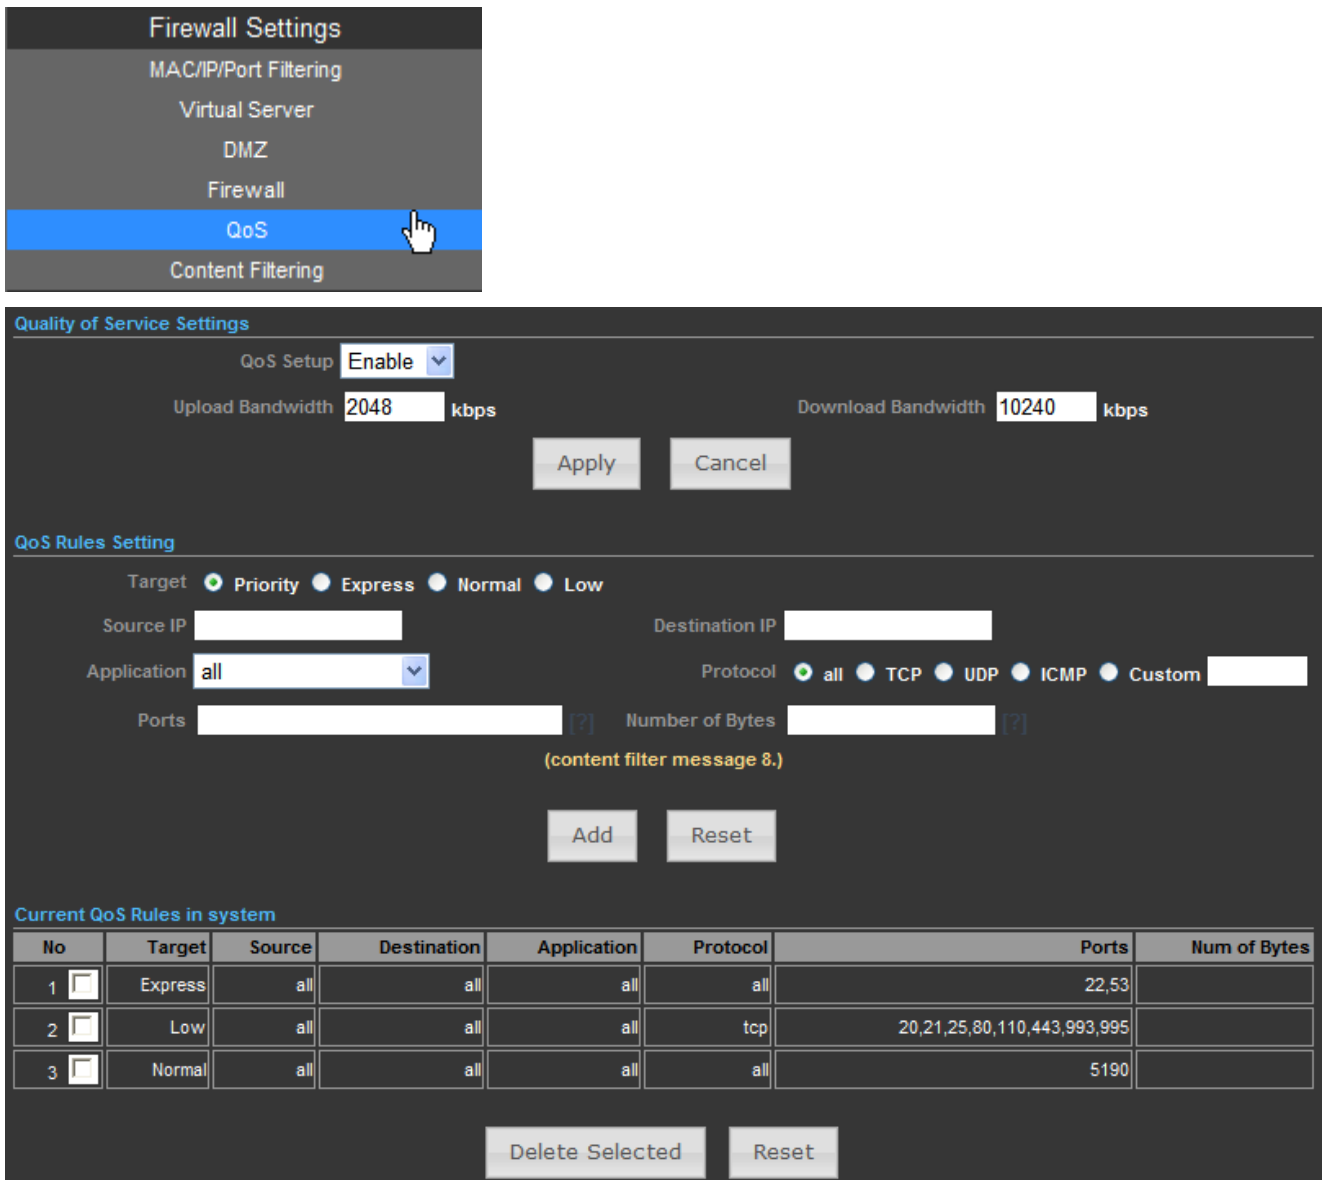 Firewall Settings
MAC/IP/Port Filtering
Virtual Server
DMZ
Firewall
QoS
Content Filtering
Quality of Service Settings
QoS Setup Enable
Upload Bandwidth 2048 kbps Download Bandwidth 10240 kbps
Apply Cancel
QoS Rules Setting
Target Priority Express Normal Low
Source IP Destination IP
Application all Protocol all TCP UDP ICMP Custom
Ports [?] Number of Bytes [?]
(content filter message 8.)
Add Reset
Current QoS Rules in system
No Target Source Destination Application Protocol Ports Num of Bytes
1 Express all all all all 22,53
2 Low all all all tcp 20,21,25,80,110,443,993,995
3 Normal all all all all 5190
Delete Selected Reset